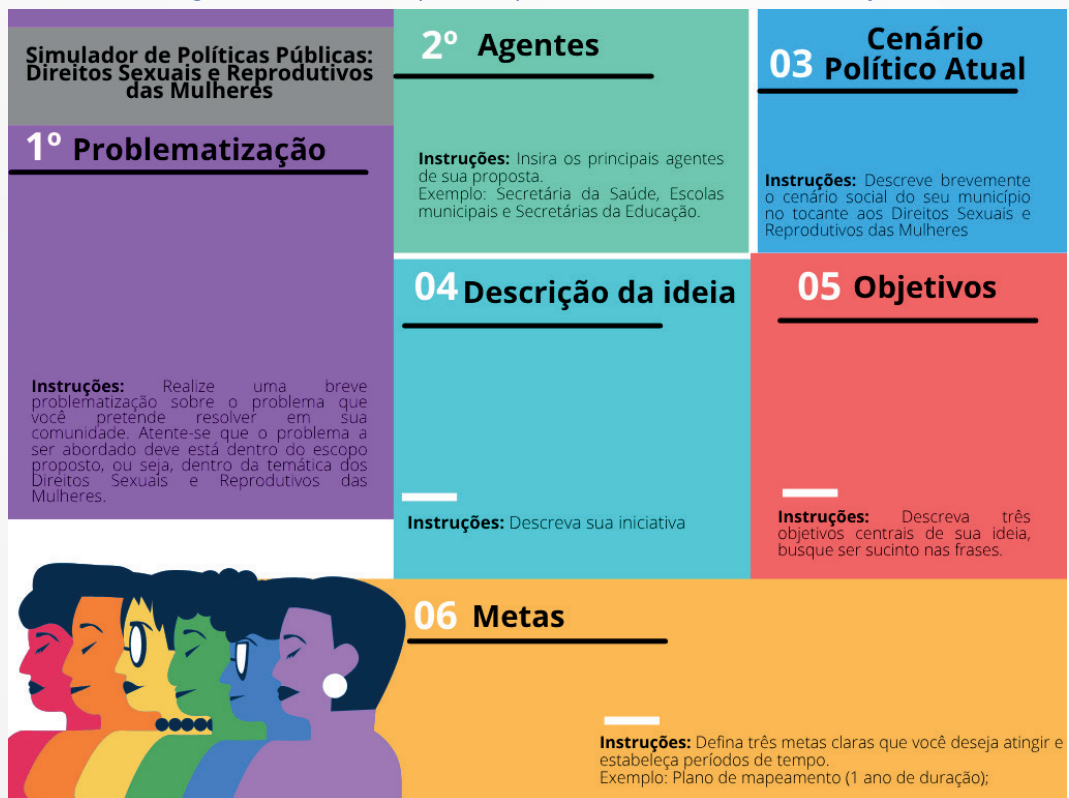 Simulador de Políticas Públicas:
Direitos Sexuais e Reprodutivos
das Mulheres
1º Problematização
Instruções: Realize uma breve
problematização sobre o problema que
você pretende resolver em sua
comunidade. Atente-se que o problema a
ser abordado deve está dentro do escopo
proposto, ou seja, dentro da temática dos
Direitos Sexuais e Reprodutivos das
Mulheres.
2º Agentes
Instruções: Insira os principais agentes
de sua proposta.
Exemplo: Secretária da Saúde, Escolas
municipais e Secretárias da Educação.
03 Cenário
Político Atual
Instruções: Descreve brevemente
o cenário social do seu município
no tocante aos Direitos Sexuais e
Reprodutivos das Mulheres
04 Descrição da ideia
Instruções: Descreva sua iniciativa
05 Objetivos
Instruções: Descreva três
objetivos centrais de sua ideia,
busque ser sucinto nas frases.
06 Metas
Instruções: Defina três metas claras que você deseja atingir e
estabeleça períodos de tempo.
Exemplo: Plano de mapeamento (1 ano de duração);